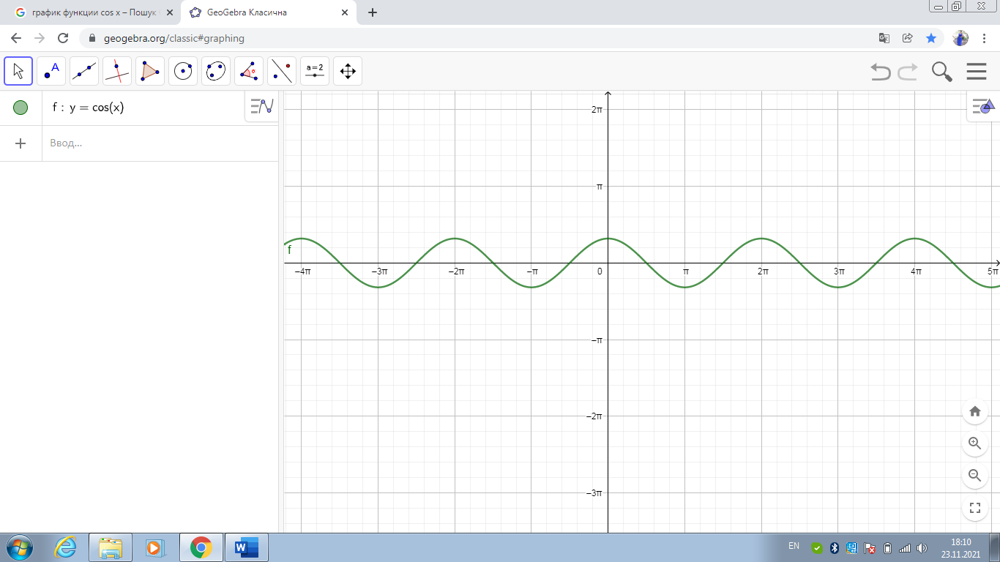 график функции cos x – Пошук
GeoGebra Класична
geogebra.org/classic#graphing
A
a=2
f : y = cos(x)
Ввод...
2π
π
f
−4π
−3π
−2π
−π
0
π
2π
3π
4π
5π
−π
−2π
−3π
W
EN
18:10
23.11.2021